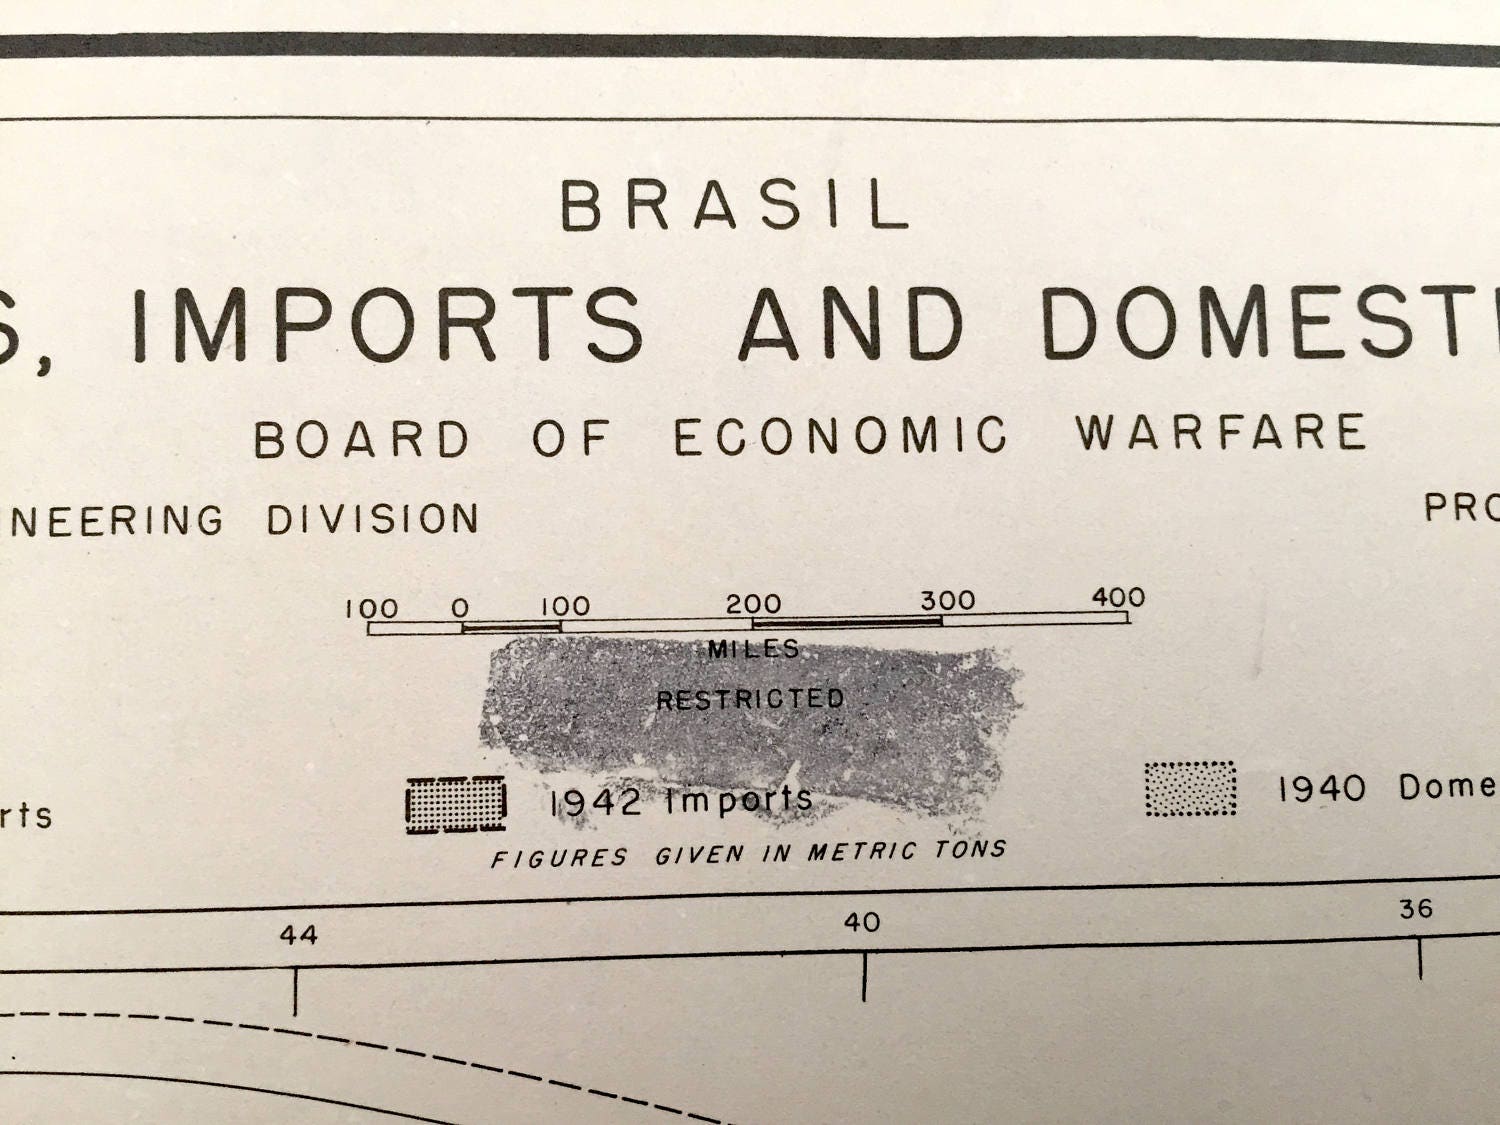 BRASIL
S, IMPORTS AND DOMEST
BOARD OF ECONOMIC WARFARE
INEERING DIVISION
PRO
100 0 100 200 300 400
MILES
RESTRICTED
rts
1942 Imports
1940 Dome
FIGURES GIVEN IN METRIC TONS
44 40 36